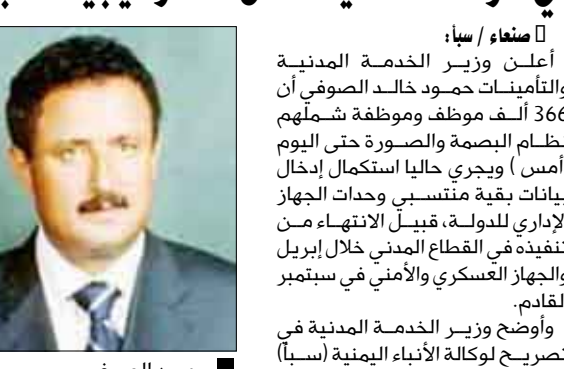 صنعاء / سبأ:
أعلن وزير الخدمة المدنية
والتأمينات حمود خالد الصوفي أن
366 ألف موظف وموظفة شملهم
نظام البصمة والصورة حتى اليوم
أمس ) ويجري حاليا استكمال إدخال
بيانات بقية منتسبي وحدات الجهاز
الإداري للدولة، قبيل الانتهاء من
تنفيذه في القطاع المدني خلال إبريل
والجهاز العسكري والأمني في سبتمبر
القادم.
وأوضح وزير الخدمة المدنية في
تصريح لوكالة الأنباء اليمنية (سبأ)